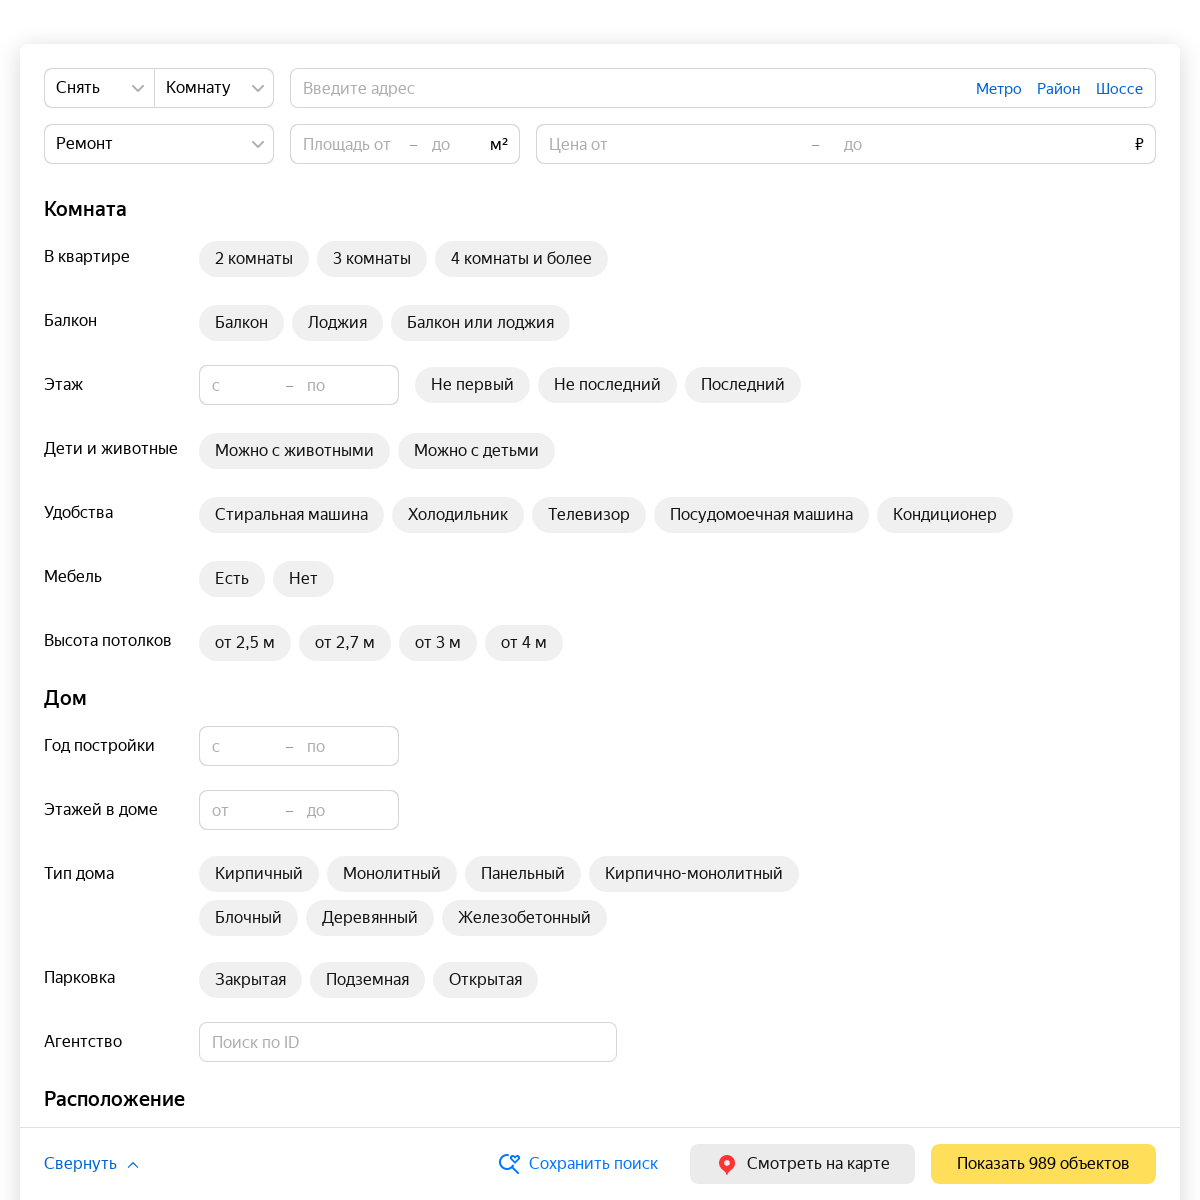 Снять Комнату Введите адрес Метро Район Шоссе
Ремонт Площадь от – до м² Цена от – до ₽
Комната
В квартире 2 комнаты 3 комнаты 4 комнаты и более
Балкон Балкон Лоджия Балкон или лоджия
Этаж с – по Не первый Не последний Последний
Дети и животные Можно с животными Можно с детьми
Удобства Стиральная машина Холодильник Телевизор Посудомоечная машина Кондиционер
Мебель Есть Нет
Высота потолков от 2,5 м от 2,7 м от 3 м от 4 м
Дом
Год постройки с – по
Этажей в доме от – до
Тип дома Кирпичный Монолитный Панельный Кирпично-монолитный
Блочный Деревянный Железобетонный
Парковка Закрытая Подземная Открытая
Агентство Поиск по ID
Расположение
Свернуть Сохранить поиск Смотреть на карте Показать 989 объектов